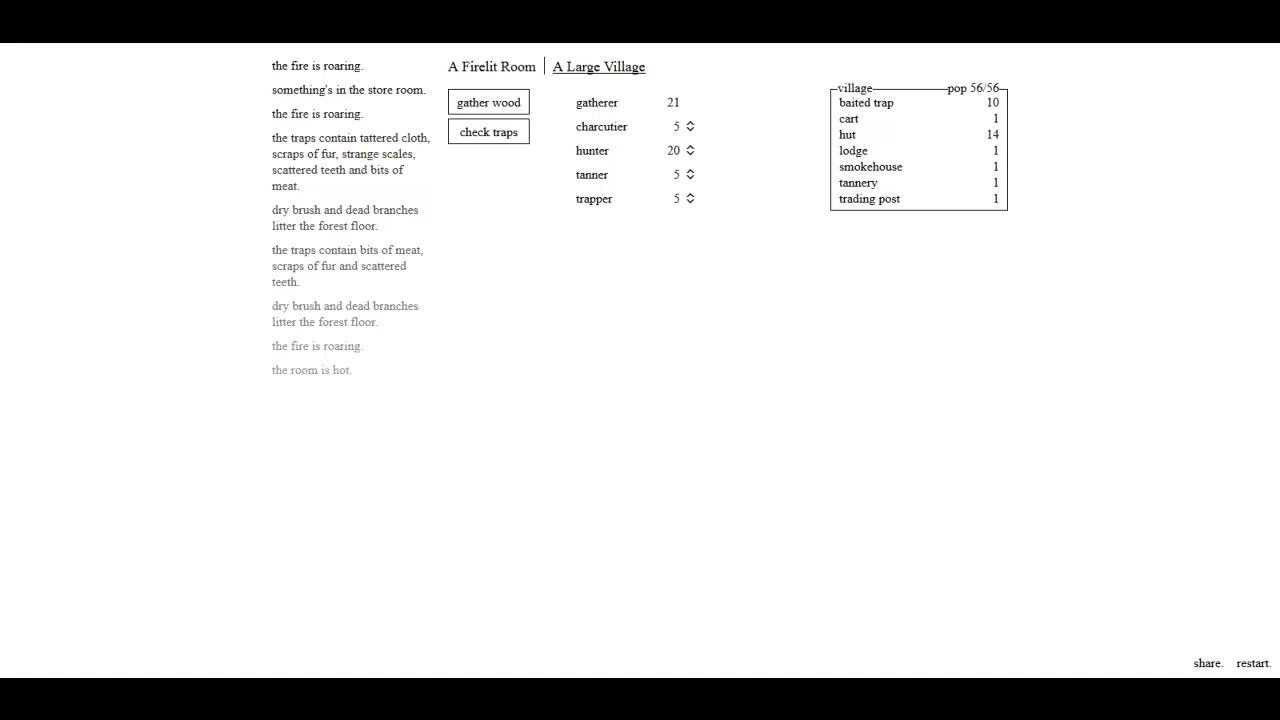 the fire is roaring.
something's in the store room.
the fire is roaring.
the traps contain tattered cloth,
scraps of fur, strange scales,
scattered teeth and bits of
meat.
dry brush and dead branches
litter the forest floor.
the traps contain bits of meat,
scraps of fur and scattered
teeth.
dry brush and dead branches
litter the forest floor.
the fire is roaring.
the room is hot.
A Firelit Room | A Large Village
gather wood
check traps
gatherer 21
charcutier 5
hunter 20
tanner 5
trapper 5
village pop 56/56
baited trap 10
cart 1
hut 14
lodge 1
smokehouse 1
tannery 1
trading post 1
share. restart.